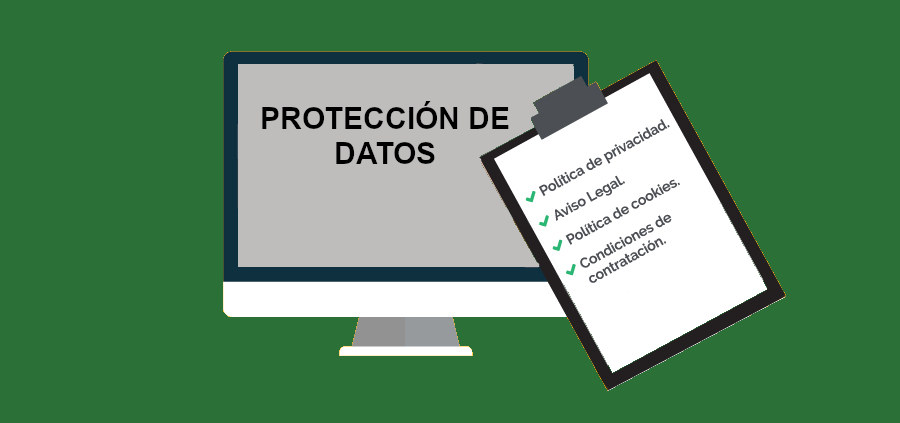 PROTECCIÓN DE
DATOS
Política de privacidad.
Aviso Legal.
Política de cookies.
Condiciones de
contratación.